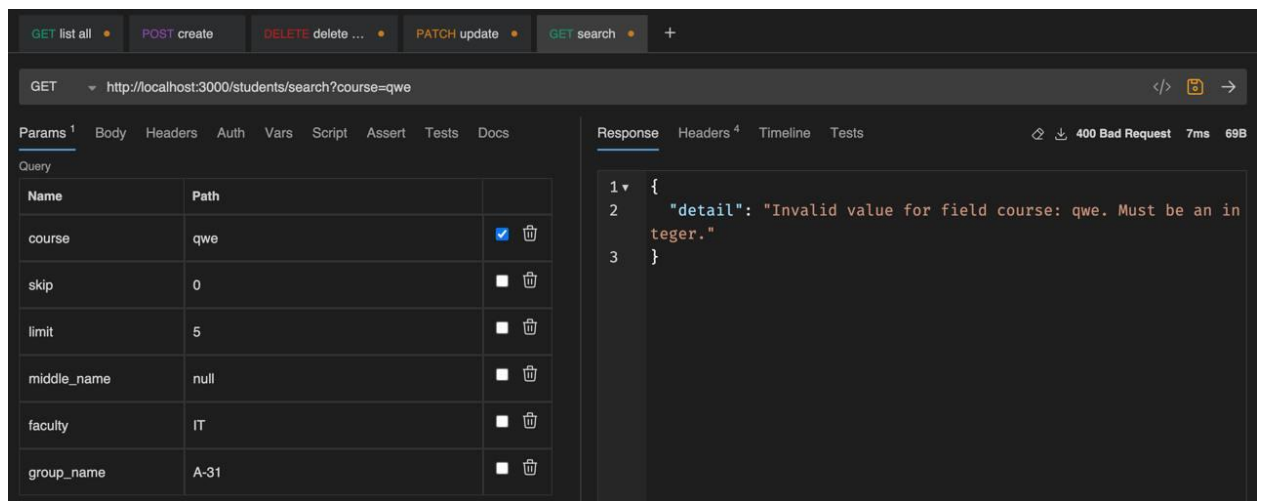 GET list all POST create DELETE delete ... PATCH update GET search +
GET http://localhost:3000/students/search?course=qwe </>
Params 1 Body Headers Auth Vars Script Assert Tests Docs
Query
Name Path
course qwe
skip 0
limit 5
middle_name null
faculty IT
group_name A-31
Response Headers 4 Timeline Tests 400 Bad Request 7ms 69B
1 {
2 "detail": "Invalid value for field course: qwe. Must be an in
teger."
3 }